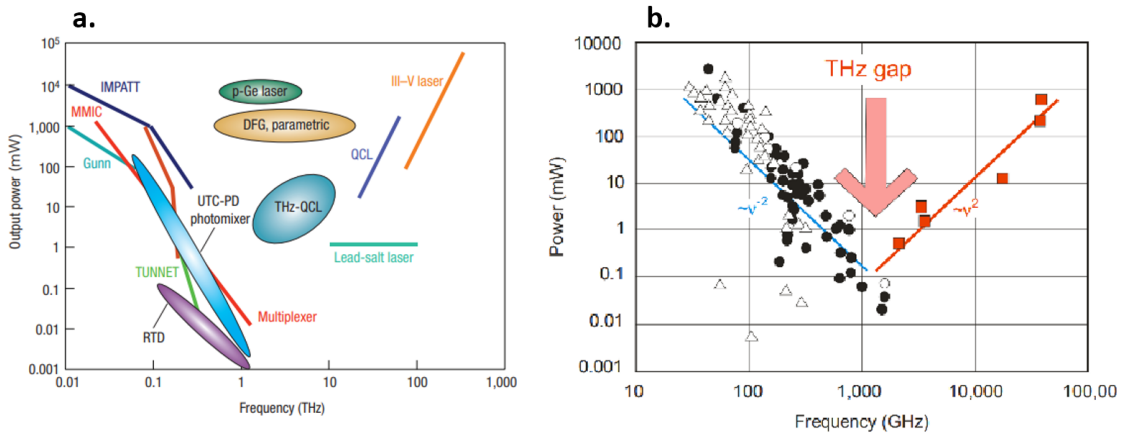 a.
10⁵
10⁴
1,000
100
10
1
0.1
0.01
0.001
Output power (mW)
IMPATT
MMIC
Gunn
p-Ge laser
DFG, parametric
III–V laser
QCL
UTC-PD
photomixer
THz-QCL
Lead-salt laser
TUNNET
RTD
Multiplexer
0.01
0.1
1
10
100
1,000
Frequency (THz)
b.
10000
1000
100
10
1
0.1
0.01
0.001
Power (mW)
THz gap
~ν⁻²
~ν²
10
100
1,000
10,000
100,00
Frequency (GHz)